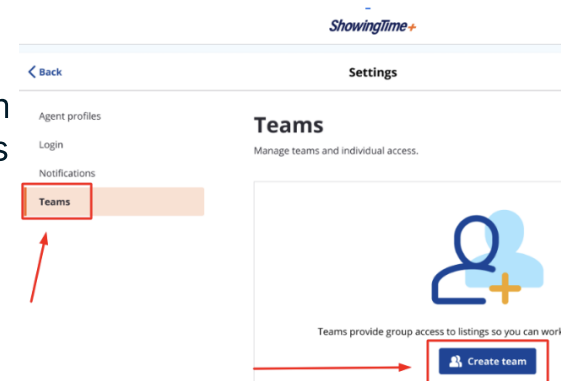 ShowingTime+
Back
Settings
Agent profiles
Login
Notifications
Teams
Teams
Manage teams and individual access.
Teams provide group access to listings so you can work
Create team